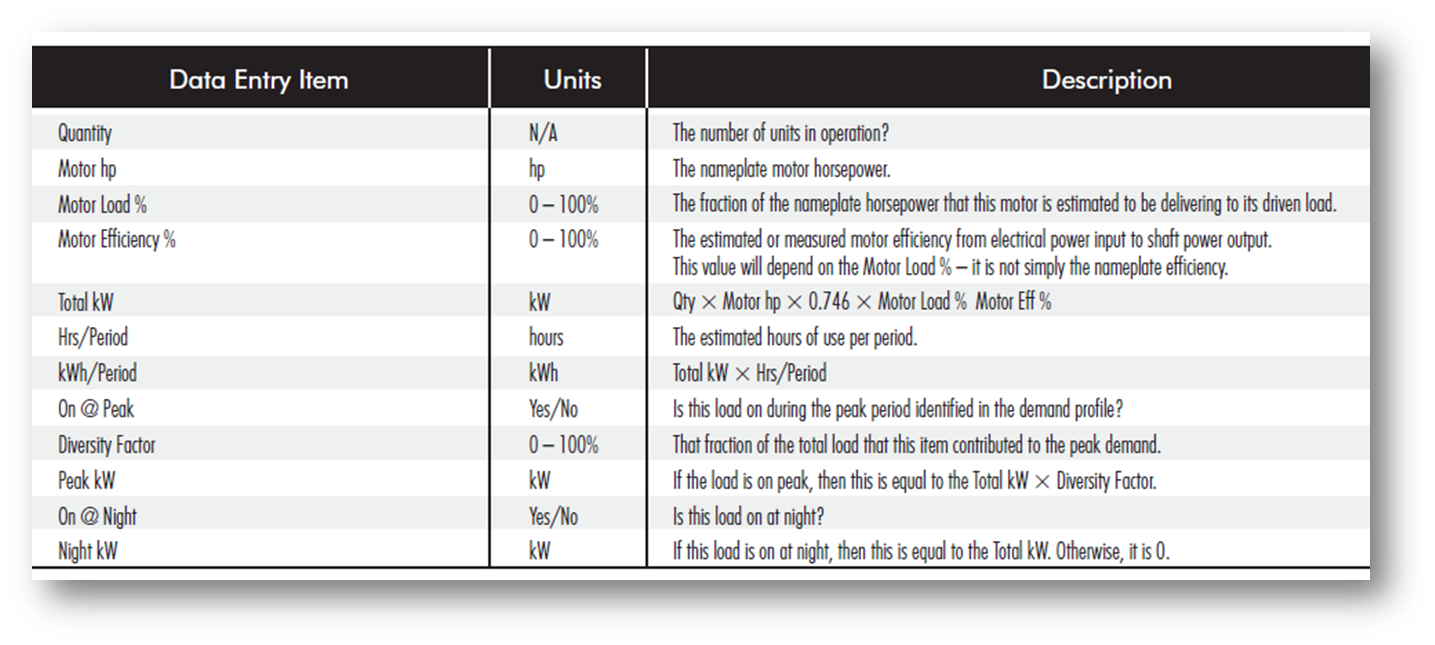 Data Entry Item Units Description
Quantity N/A The number of units in operation?
Motor hp hp The nameplate motor horsepower.
Motor Load % 0 – 100% The fraction of the nameplate horsepower that this motor is estimated to be delivering to its driven load.
Motor Efficiency % 0 – 100% The estimated or measured motor efficiency from electrical power input to shaft power output.
This value will depend on the Motor Load % – it is not simply the nameplate efficiency.
Total kW kW Qty × Motor hp × 0.746 × Motor Load % Motor Eff %
Hrs/Period hours The estimated hours of use per period.
kWh/Period kWh Total kW × Hrs/Period
On @ Peak Yes/No Is this load on during the peak period identified in the demand profile?
Diversity Factor 0 – 100% That fraction of the total load that this item contributed to the peak demand.
Peak kW kW If the load is on peak, then this is equal to the Total kW × Diversity Factor.
On @ Night Yes/No Is this load on at night?
Night kW kW If this load is on at night, then this is equal to the Total kW. Otherwise, it is 0.